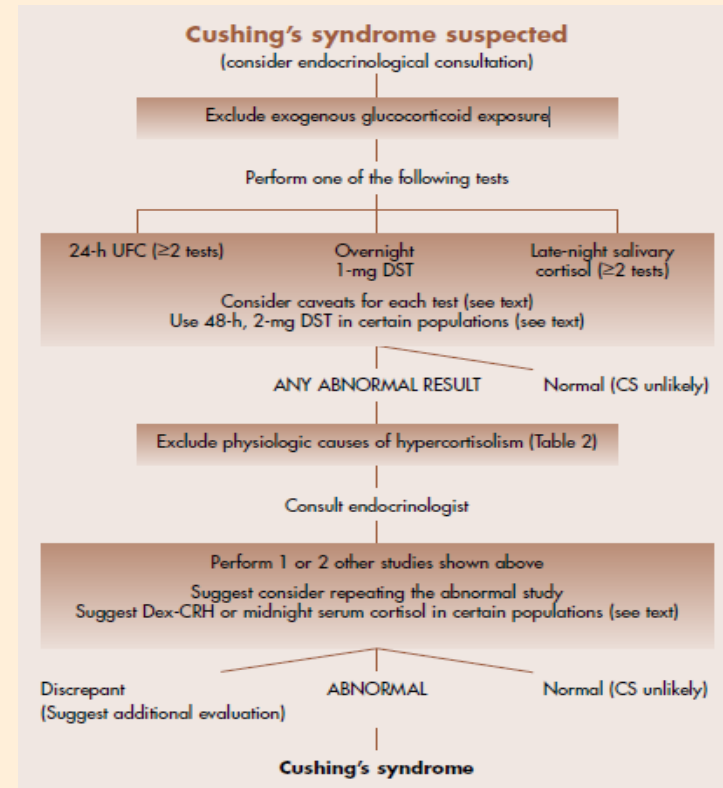 Cushing's syndrome suspected
(consider endocrinological consultation)
Exclude exogenous glucocorticoid exposure
Perform one of the following tests
24-h UFC (≥2 tests)
Overnight
1-mg DST
Late-night salivary
cortisol (≥2 tests)
Consider caveats for each test (see text)
Use 48-h, 2-mg DST in certain populations (see text)
ANY ABNORMAL RESULT
Normal (CS unlikely)
Exclude physiologic causes of hypercortisolism (Table 2)
Consult endocrinologist
Perform 1 or 2 other studies shown above
Suggest consider repeating the abnormal study
Suggest Dex-CRH or midnight serum cortisol in certain populations (see text)
Discrepant
(Suggest additional evaluation)
ABNORMAL
Normal (CS unlikely)
Cushing's syndrome